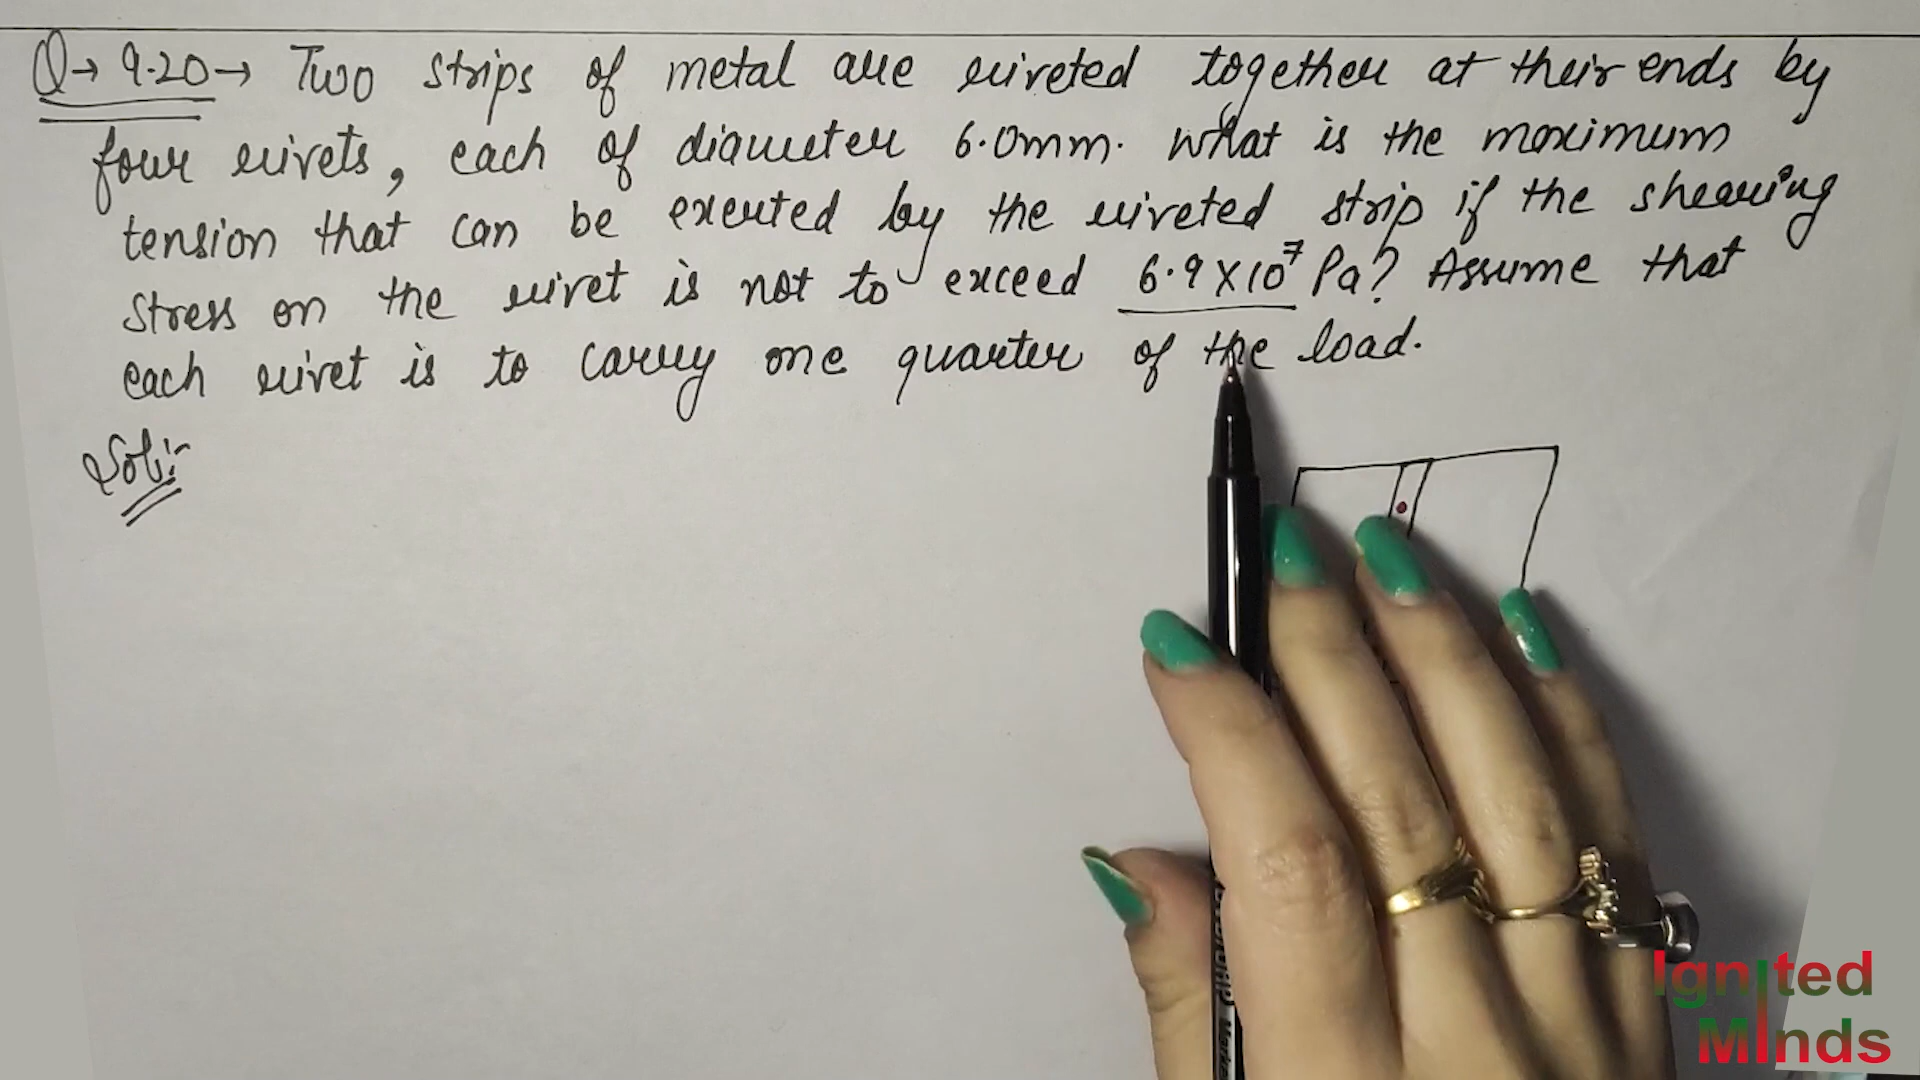 Q→ 9.20→ Two strips of metal are riveted together at their ends by
four rivets, each of diameter 6.0mm. What is the maximum
tension that can be exerted by the riveted strip if the shearing
stress on the rivet is not to exceed 6.9 X 10⁷ Pa? Assume that
each rivet is to carry one quarter of the load.
Sol:-
Ignited
Minds